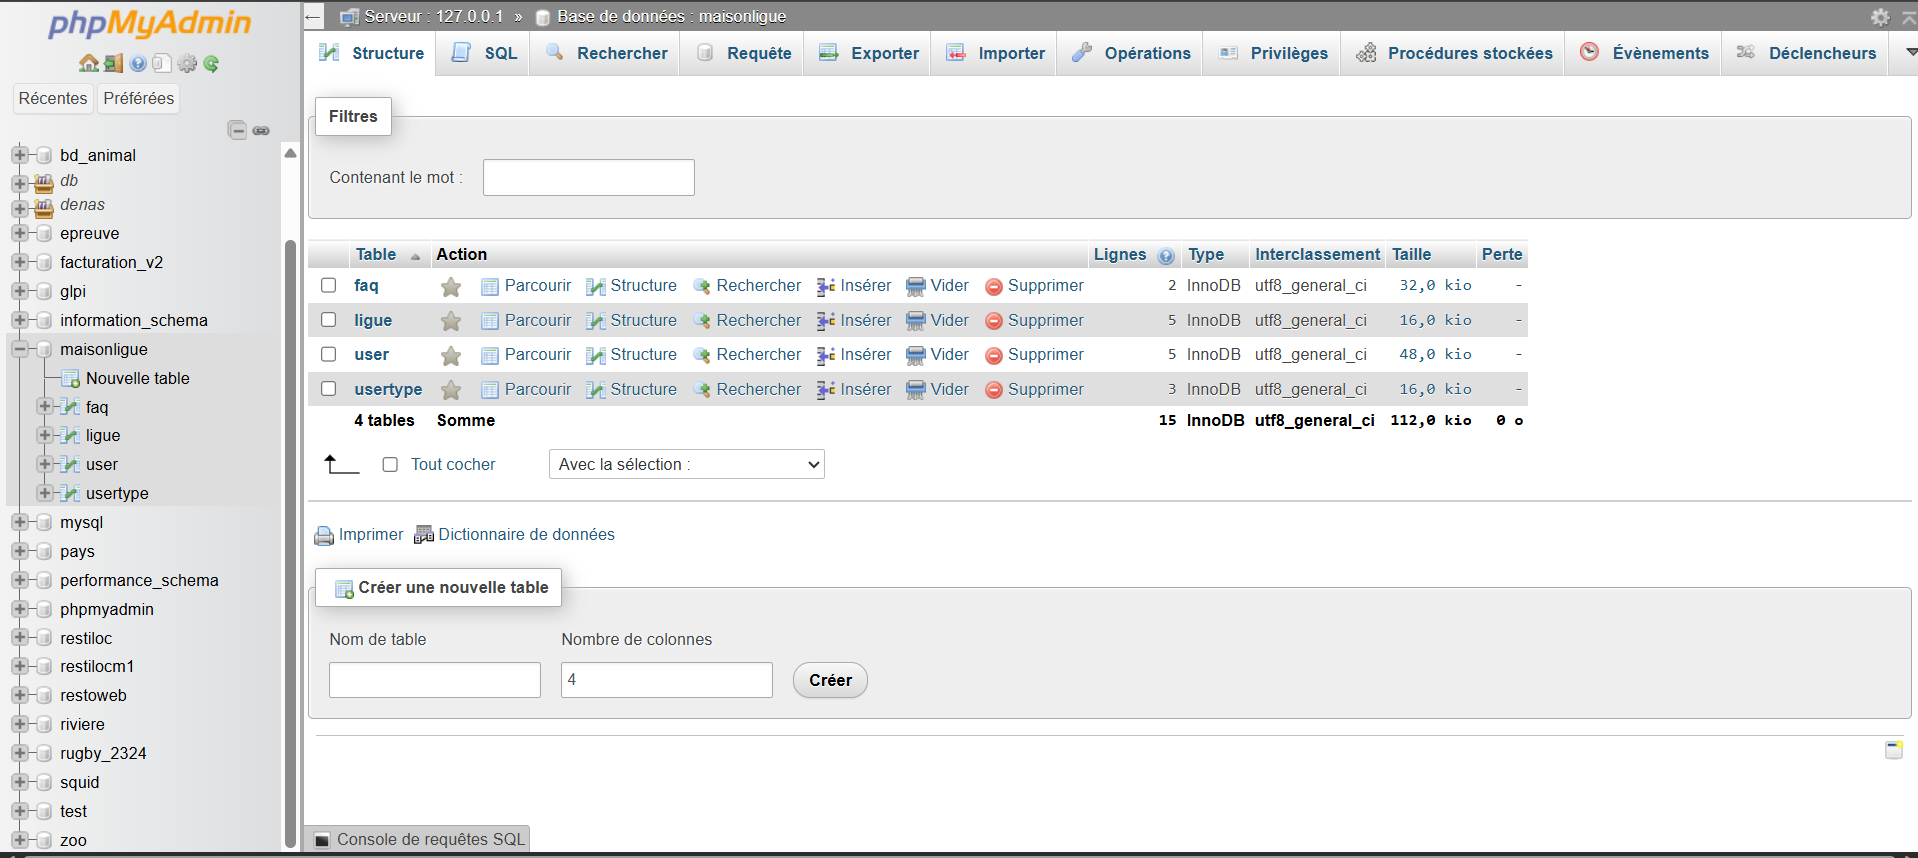 phpMyAdmin
Récentes Préférées
bd_animal
db
denas
epreuve
facturation_v2
glpi
information_schema
maisonligue
Nouvelle table
faq
ligue
user
usertype
mysql
pays
performance_schema
phpmyadmin
restiloc
restilocm1
restoweb
riviere
rugby_2324
squid
test
zoo
Serveur : 127.0.0.1 » Base de données : maisonligue
Structure SQL Rechercher Requête Exporter Importer Opérations Privilèges Procédures stockées Évènements Déclencheurs
Filtres
Contenant le mot :
Table Action Lignes Type Interclassement Taille Perte
faq Parcourir Structure Rechercher Insérer Vider Supprimer 2 InnoDB utf8_general_ci 32,0 kio -
ligue Parcourir Structure Rechercher Insérer Vider Supprimer 5 InnoDB utf8_general_ci 16,0 kio -
user Parcourir Structure Rechercher Insérer Vider Supprimer 5 InnoDB utf8_general_ci 48,0 kio -
usertype Parcourir Structure Rechercher Insérer Vider Supprimer 3 InnoDB utf8_general_ci 16,0 kio -
4 tables Somme 15 InnoDB utf8_general_ci 112,0 kio 0 o
Tout cocher Avec la sélection :
Imprimer Dictionnaire de données
Créer une nouvelle table
Nom de table Nombre de colonnes
4 Créer
Console de requêtes SQL